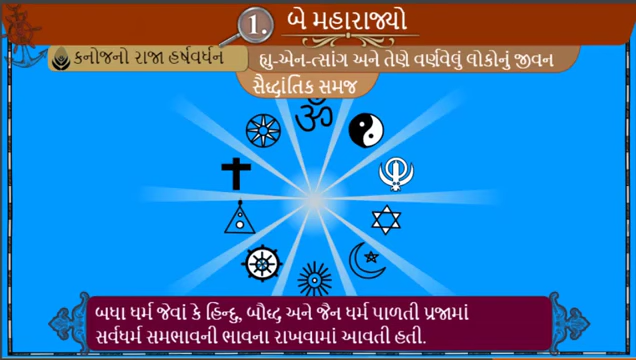 1. બે મહારાજ્યો
કનોજનો રાજા હર્ષવર્ધન
હ્યુ-એન-ત્સાંગ અને તેણે વર્ણવેલું લોકોનું જીવન
સૈદ્ધાંતિક સમજ
બધા ધર્મ જેવાં કે હિન્દુ, બૌદ્ધ અને જૈન ધર્મ પાળતી પ્રજામાં
સર્વધર્મ સમભાવની ભાવના રાખવામાં આવતી હતી.